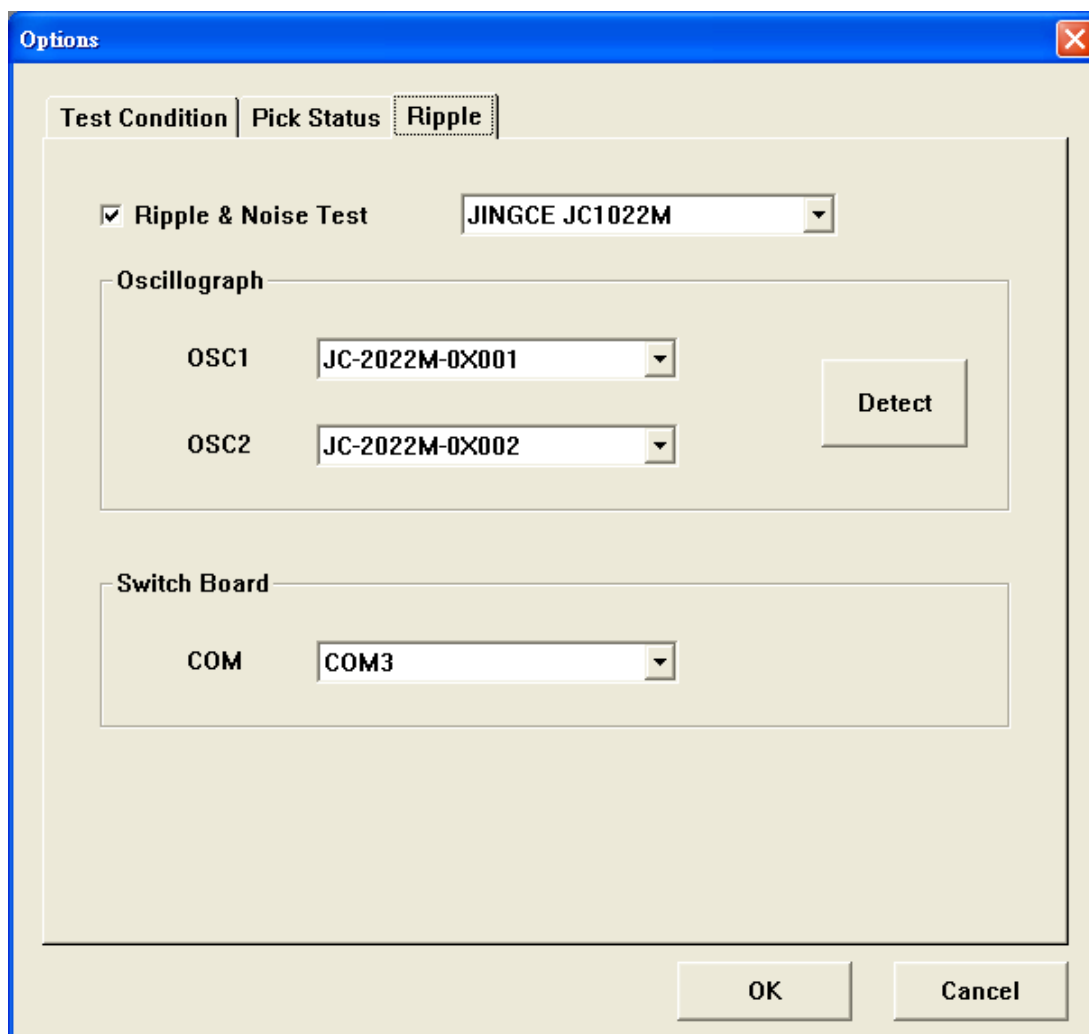 Options
Test Condition Pick Status Ripple
Ripple & Noise Test JINGCE JC1022M
Oscillograph
OSC1 JC-2022M-0X001
Detect
OSC2 JC-2022M-0X002
Switch Board
COM COM3
OK Cancel